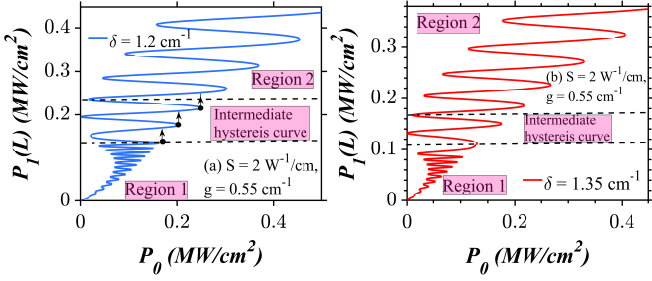 0.4
0.3
0.2
0.1
0
0
0.2
0.4
P₁(L) (MW/cm²)
P₀ (MW/cm²)
δ = 1.2 cm⁻¹
Region 2
Intermediate
hystereis curve
(a) S = 2 W⁻¹/cm,
g = 0.55 cm⁻¹
Region 1
0.3
0.2
0.1
0
0
0.2
0.4
P₁(L) (MW/cm²)
P₀ (MW/cm²)
Region 2
(b) S = 2 W⁻¹/cm,
g = 0.55 cm⁻¹
Intermediate
hystereis curve
Region 1
δ = 1.35 cm⁻¹